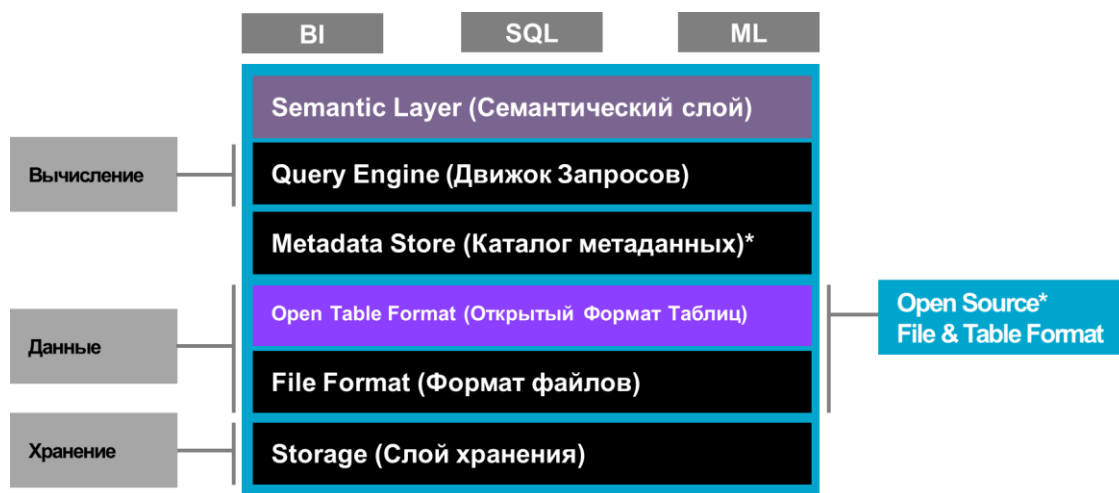 BI
SQL
ML
Semantic Layer (Семантический слой)
Вычисление
Query Engine (Движок Запросов)
Metadata Store (Каталог метаданных)*
Open Table Format (Открытый Формат Таблиц)
Open Source*
File & Table Format
Данные
File Format (Формат файлов)
Хранение
Storage (Слой хранения)